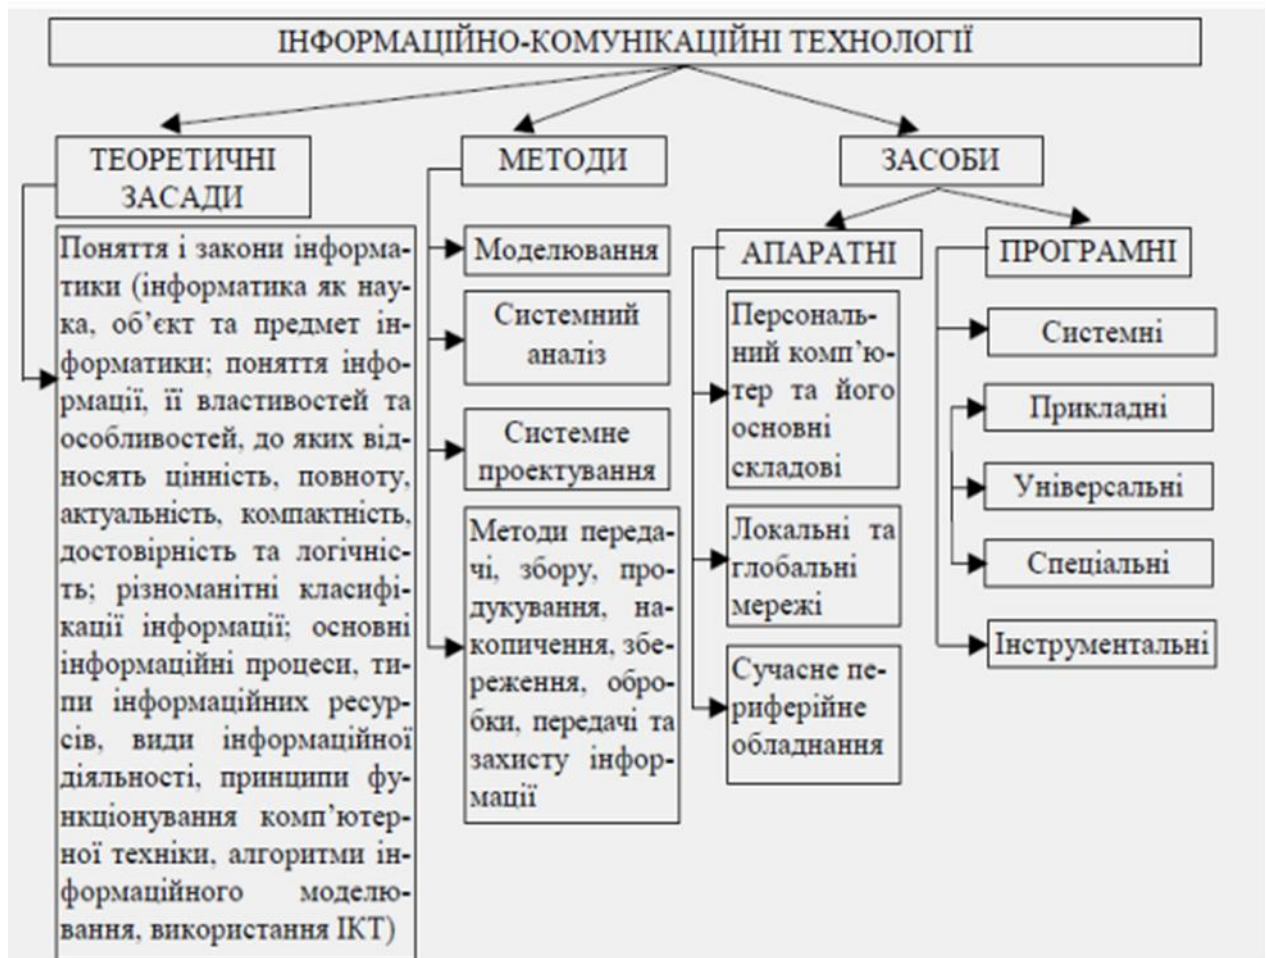 ІНФОРМАЦІЙНО-КОМУНІКАЦІЙНІ ТЕХНОЛОГІЇ
ТЕОРЕТИЧНІ
ЗАСАДИ
Поняття і закони інформа-
тики (інформатика як нау-
ка, об’єкт та предмет ін-
форматики; поняття інфо-
рмації, її властивостей та
особливостей, до яких від-
носять цінність, повноту,
актуальність, компактність,
достовірність та логічніс-
ть; різноманітні класифі-
кації інформації; основні
інформаційні процеси, ти-
пи інформаційних ресур-
сів, види інформаційної
діяльності, принципи фу-
нкціонування комп’ютер-
ної техніки, алгоритми ін-
формаційного моделю-
вання, використання ІКТ)
МЕТОДИ
Моделювання
Системний
аналіз
Системне
проектування
Методи переда-
чі, збору, про-
дукування, на-
копичення, збе-
реження, обро-
бки, передачі та
захисту інфор-
мації
ЗАСОБИ
АПАРАТНІ
Персональ-
ний комп’ю-
тер та його
основні
складові
Локальні та
глобальні
мережі
Сучасне пе-
риферійне
обладнання
ПРОГРАМНІ
Системні
Прикладні
Універсальні
Спеціальні
Інструментальні